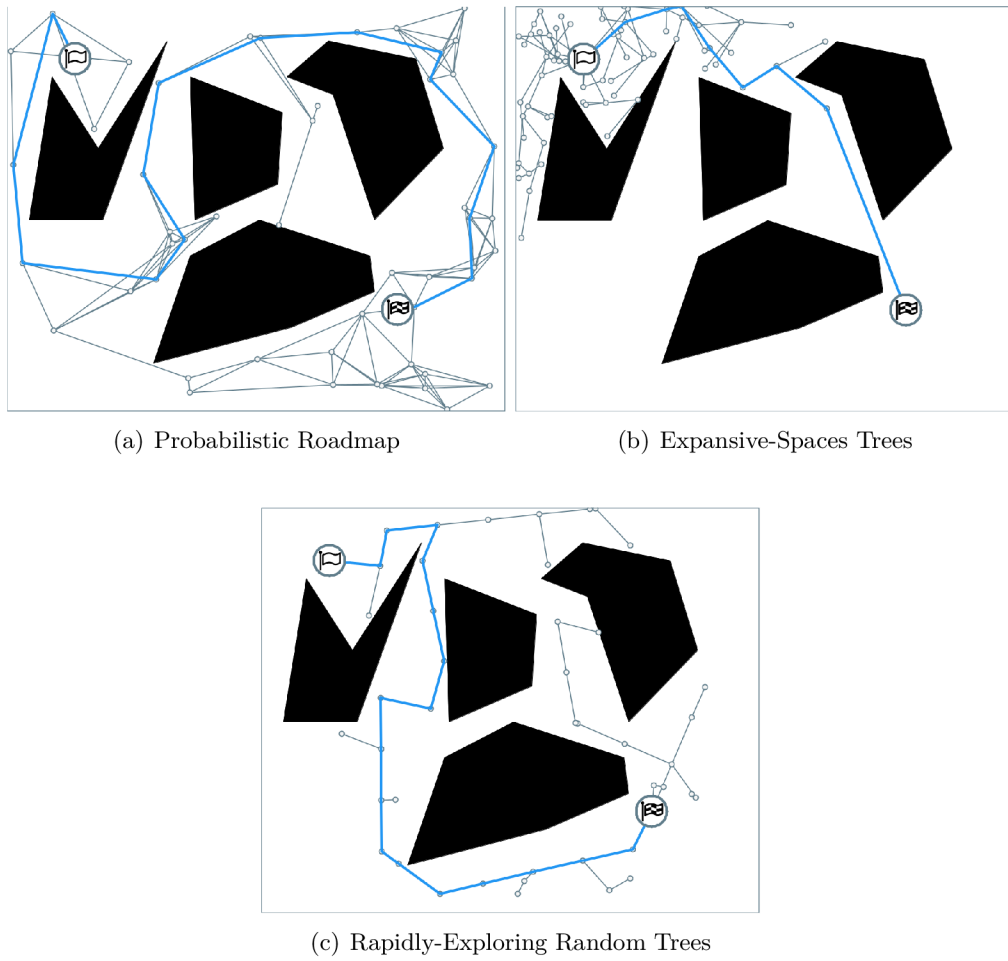 (a) Probabilistic Roadmap
(b) Expansive-Spaces Trees
(c) Rapidly-Exploring Random Trees